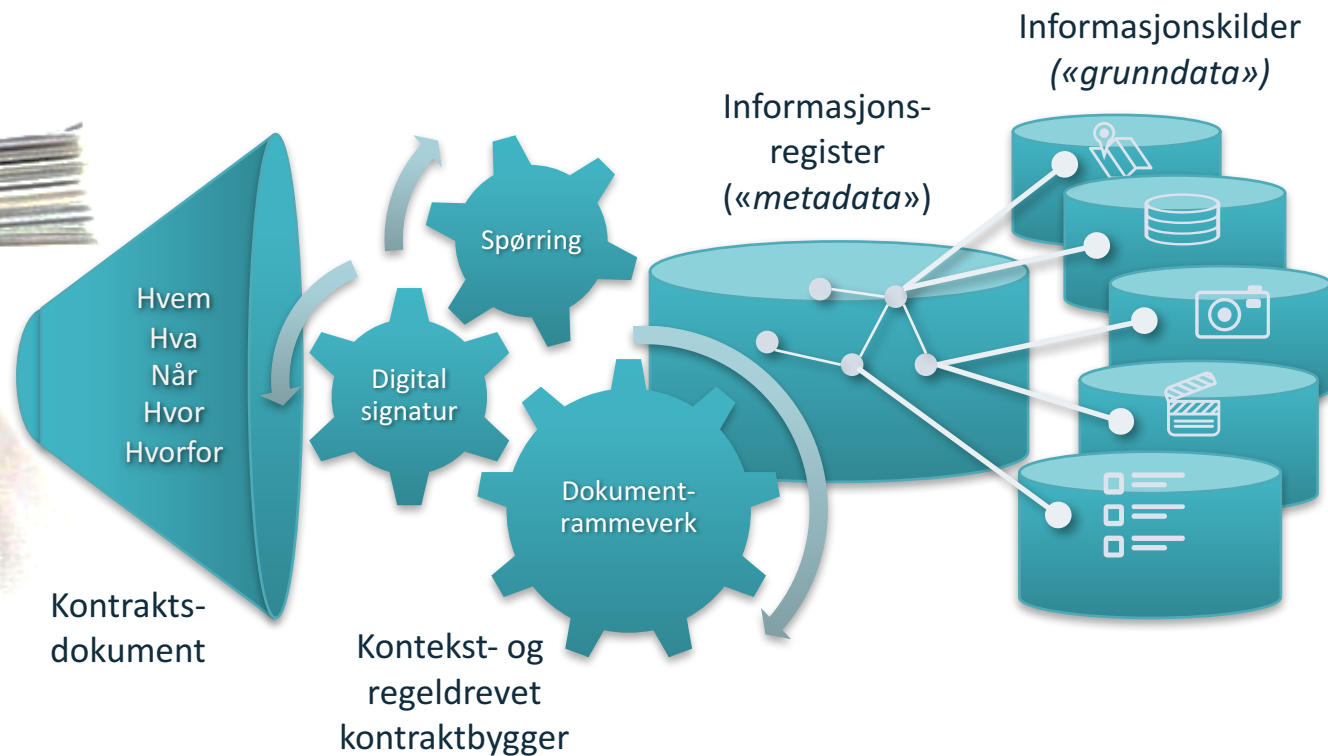 Informasjonskilder
(«grunndata»)
Informasjons-
register
(«metadata»)
Spørring
Hvem
Hva
Når
Hvor
Hvorfor
Digital
signatur
Dokument-
rammeverk
Kontrakts-
dokument
Kontekst- og
regeldrevet
kontraktbygger